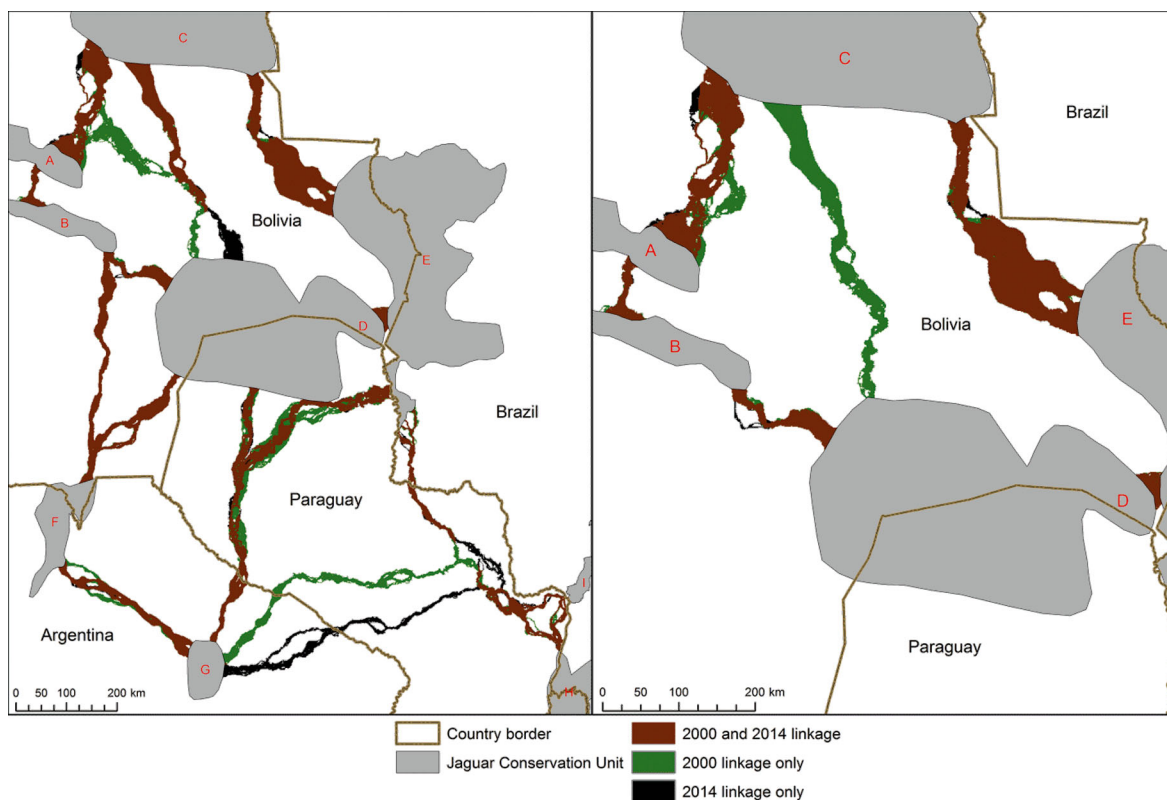 C
A
B
Bolivia
E
D
Brazil
Paraguay
F
I
Argentina
G
H
0 50 100 200 km
C
Brazil
A
E
Bolivia
B
D
Paraguay
0 50 100 200 km
Country border
Jaguar Conservation Unit
2000 and 2014 linkage
2000 linkage only
2014 linkage only